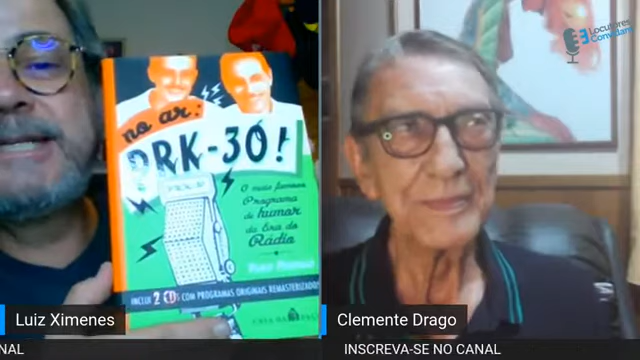 Locutores
Convidam
no ar:
PRK-30!
O mais famoso
Programa
de humor
da Era do
Rádio
INCLUI 2 CDs COM PROGRAMAS ORIGINAIS REMASTERIZADOS
Luiz Ximenes
Clemente Drago
NAL
INSCREVA-SE NO CANAL